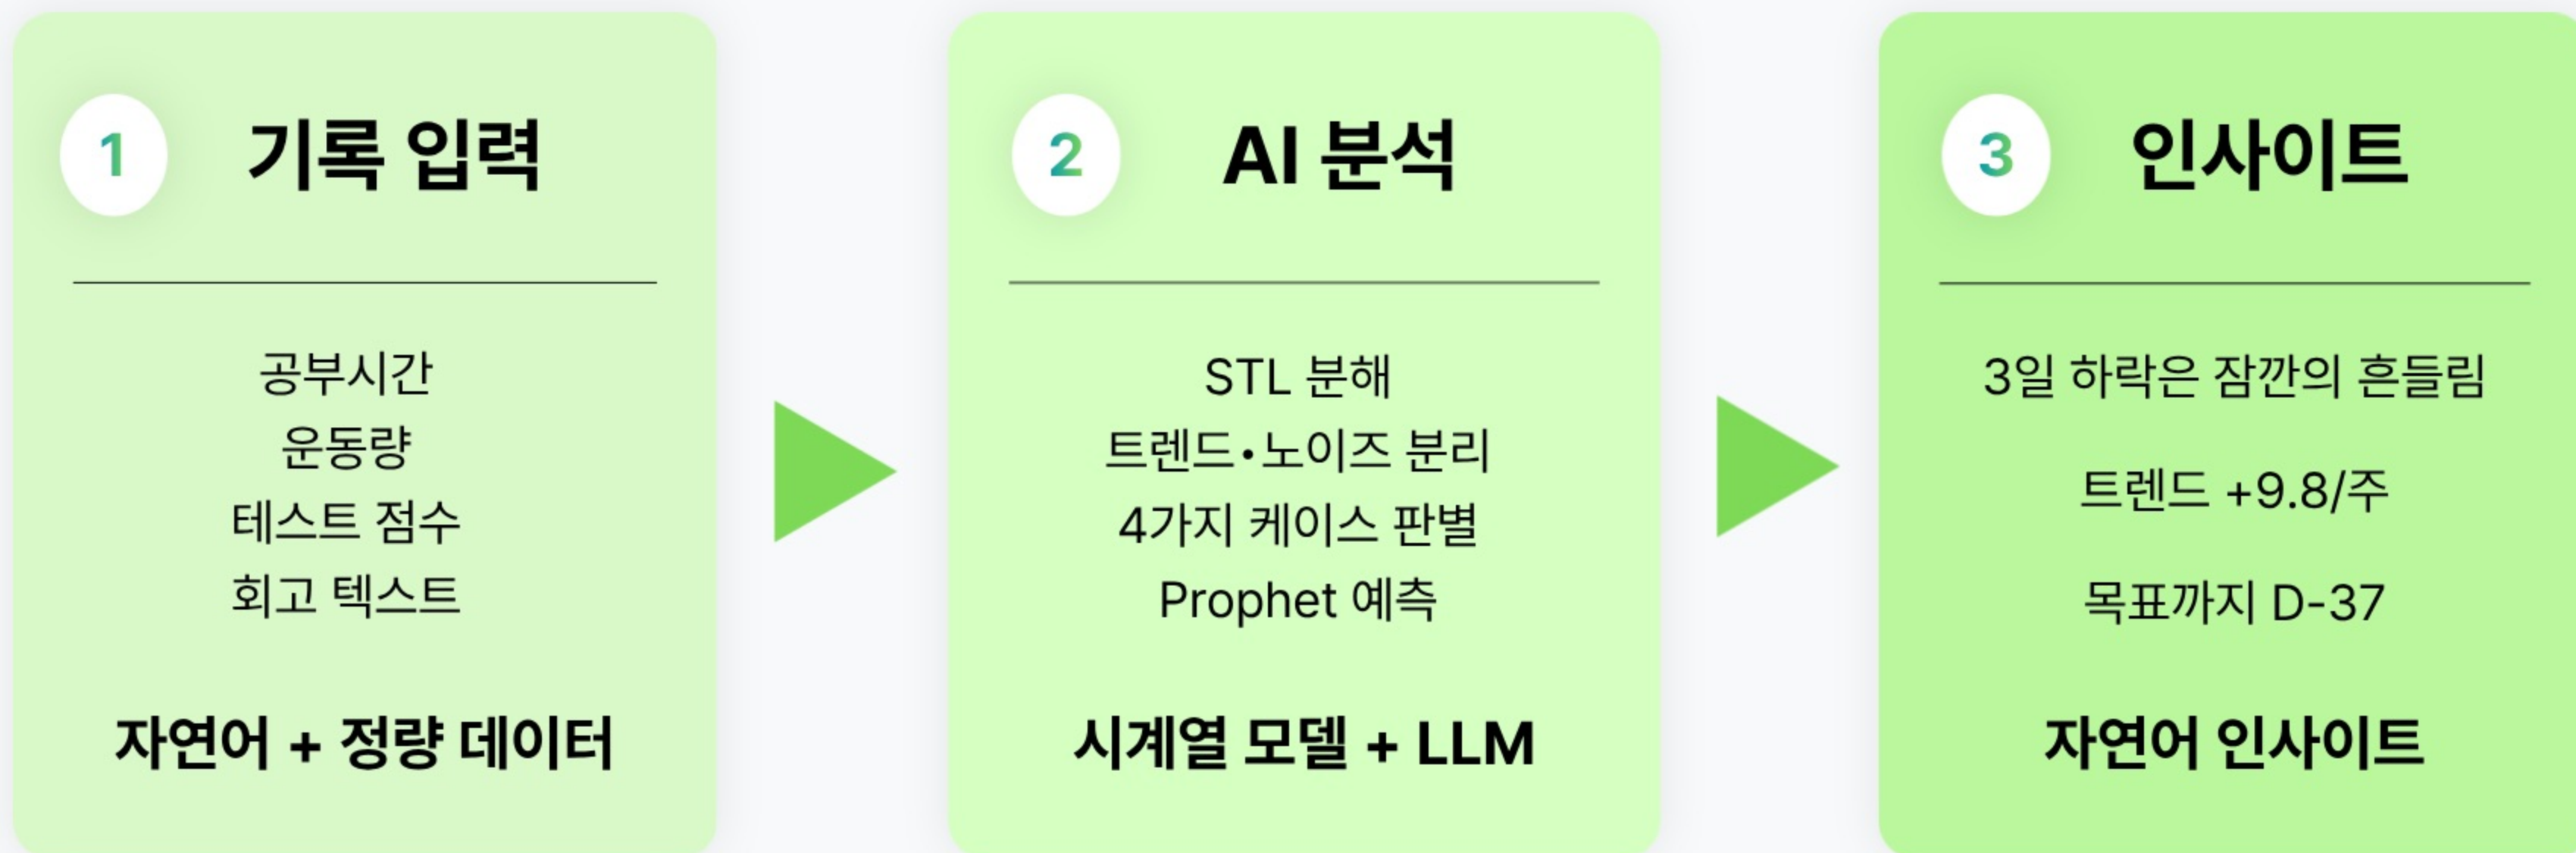 1 기록 입력
공부시간
운동량
테스트 점수
회고 텍스트
자연어 + 정량 데이터
2 AI 분석
STL 분해
트렌드•노이즈 분리
4가지 케이스 판별
Prophet 예측
시계열 모델 + LLM
3 인사이트
3일 하락은 잠깐의 흔들림
트렌드 +9.8/주
목표까지 D-37
자연어 인사이트